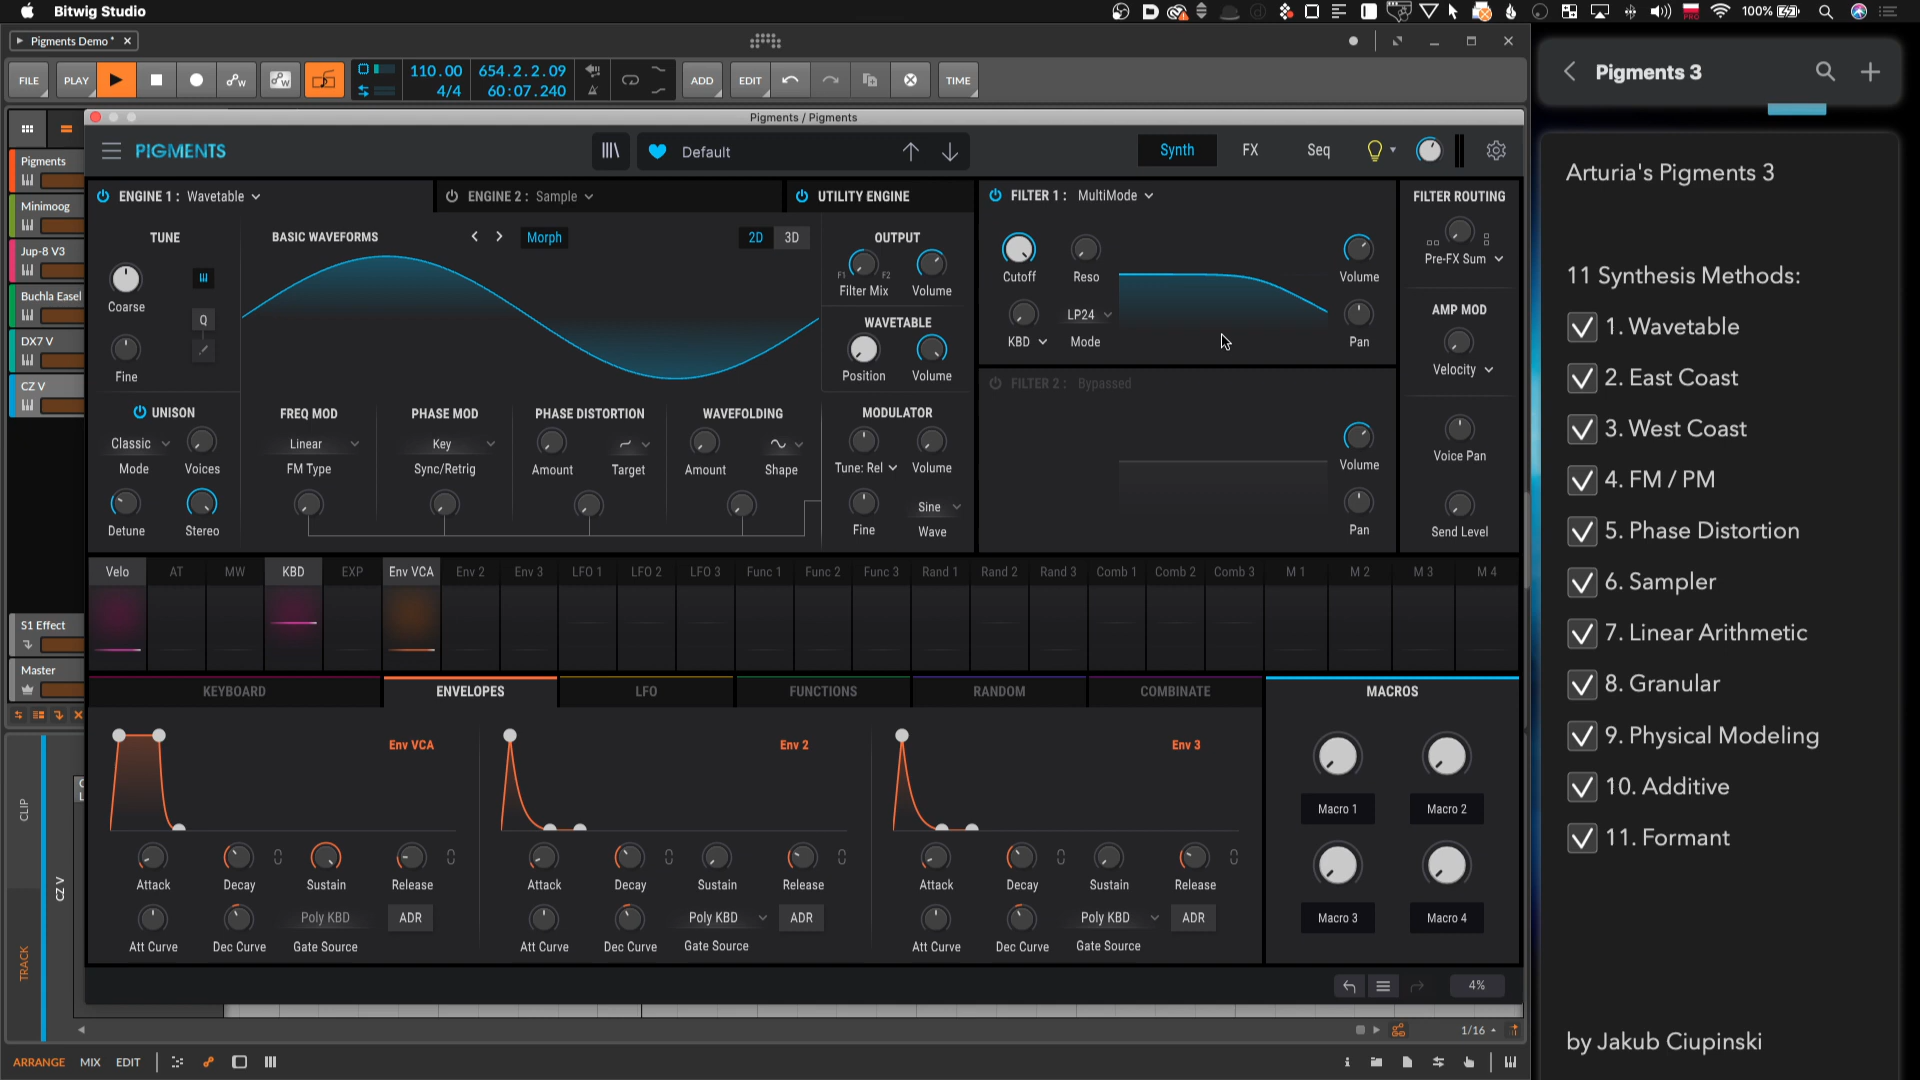 Bitwig Studio
100%
Pigments Demo *
FILE
PLAY
110.00
4/4
654.2.2.09
60:07.240
ADD
EDIT
TIME
Pigments / Pigments
PIGMENTS
Default
Synth
FX
Seq
Pigments
Minimoog
Jup-8 V3
Buchla Easel
DX7 V
CZ V
S1 Effect
Master
ENGINE 1 : Wavetable
ENGINE 2 : Sample
UTILITY ENGINE
TUNE
Coarse
Q
Fine
BASIC WAVEFORMS
Morph
2D
3D
OUTPUT
F1
F2
Filter Mix
Volume
WAVETABLE
Position
Volume
UNISON
Classic
Mode
Voices
Detune
Stereo
FREQ MOD
Linear
FM Type
PHASE MOD
Key
Sync/Retrig
PHASE DISTORTION
Amount
Target
WAVEFOLDING
Amount
Shape
MODULATOR
Tune: Rel
Volume
Fine
Sine
Wave
FILTER 1 : MultiMode
Cutoff
Reso
KBD
LP24
Mode
Volume
Pan
FILTER 2 : Bypassed
Volume
Pan
FILTER ROUTING
Pre-FX Sum
AMP MOD
Velocity
Voice Pan
Send Level
Velo
AT
MW
KBD
EXP
Env VCA
Env 2
Env 3
LFO 1
LFO 2
LFO 3
Func 1
Func 2
Func 3
Rand 1
Rand 2
Rand 3
Comb 1
Comb 2
Comb 3
M 1
M 2
M 3
M 4
KEYBOARD
ENVELOPES
LFO
FUNCTIONS
RANDOM
COMBINATE
MACROS
Env VCA
Attack
Decay
Sustain
Release
Att Curve
Dec Curve
Poly KBD
Gate Source
ADR
Env 2
Attack
Decay
Sustain
Release
Att Curve
Dec Curve
Poly KBD
Gate Source
ADR
Env 3
Attack
Decay
Sustain
Release
Att Curve
Dec Curve
Poly KBD
Gate Source
ADR
Macro 1
Macro 2
Macro 3
Macro 4
4%
CLIP
TRACK
CZ V
1/16
ARRANGE
MIX
EDIT
Pigments 3
Arturia's Pigments 3
11 Synthesis Methods:
1. Wavetable
2. East Coast
3. West Coast
4. FM / PM
5. Phase Distortion
6. Sampler
7. Linear Arithmetic
8. Granular
9. Physical Modeling
10. Additive
11. Formant
by Jakub Ciupinski